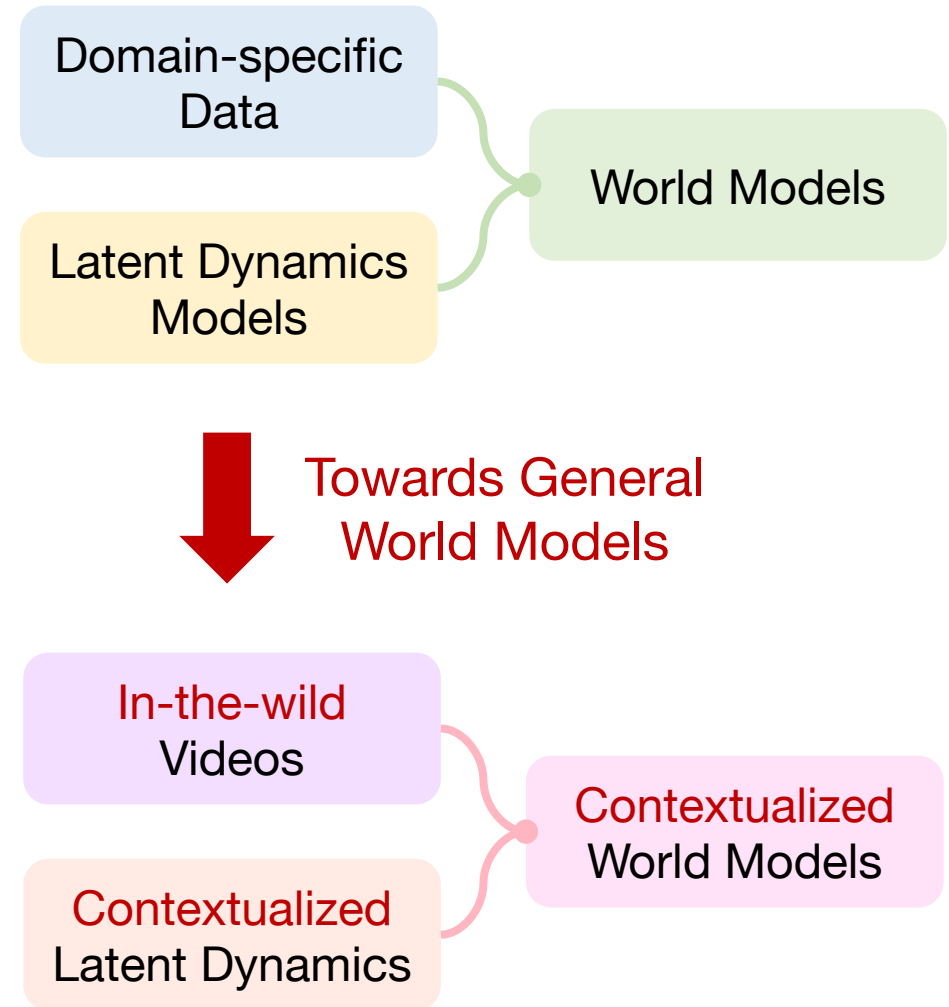 Domain-specific
Data
World Models
Latent Dynamics
Models
Towards General
World Models
In-the-wild
Videos
Contextualized
World Models
Contextualized
Latent Dynamics